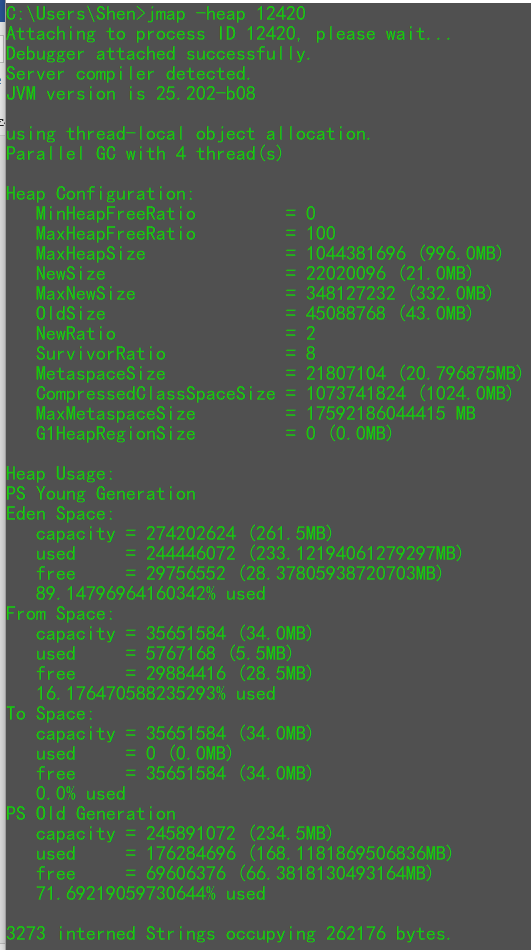 C:\Users\Shen>jmap -heap 12420
Attaching to process ID 12420, please wait...
Debugger attached successfully.
Server compiler detected.
JVM version is 25.202-b08
using thread-local object allocation.
Parallel GC with 4 thread(s)
Heap Configuration:
MinHeapFreeRatio = 0
MaxHeapFreeRatio = 100
MaxHeapSize = 1044381696 (996.0MB)
NewSize = 22020096 (21.0MB)
MaxNewSize = 348127232 (332.0MB)
OldSize = 45088768 (43.0MB)
NewRatio = 2
SurvivorRatio = 8
MetaspaceSize = 21807104 (20.796875MB)
CompressedClassSpaceSize = 1073741824 (1024.0MB)
MaxMetaspaceSize = 17592186044415 MB
G1HeapRegionSize = 0 (0.0MB)
Heap Usage:
PS Young Generation
Eden Space:
capacity = 274202624 (261.5MB)
used = 244446072 (233.12194061279297MB)
free = 29756552 (28.37805938720703MB)
89.14796964160342% used
From Space:
capacity = 35651584 (34.0MB)
used = 5767168 (5.5MB)
free = 29884416 (28.5MB)
16.176470588235293% used
To Space:
capacity = 35651584 (34.0MB)
used = 0 (0.0MB)
free = 35651584 (34.0MB)
0.0% used
PS Old Generation
capacity = 245891072 (234.5MB)
used = 176284696 (168.1181869506836MB)
free = 69606376 (66.3818130493164MB)
71.69219059730644% used
3273 interned Strings occupying 262176 bytes.